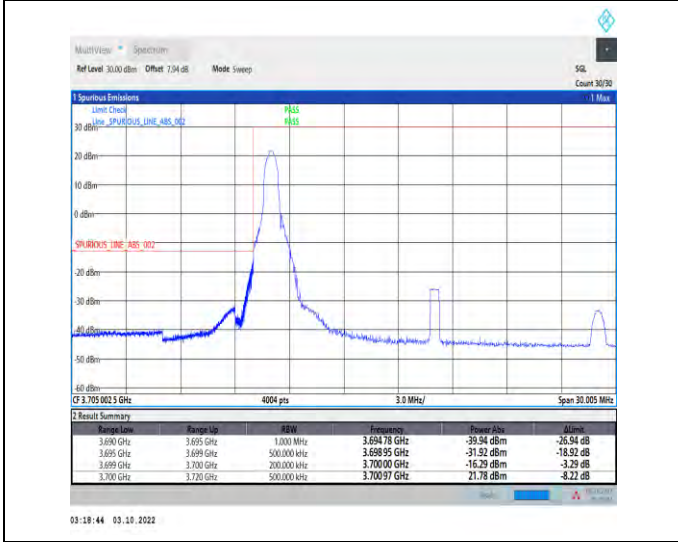 MultiView Spectrum
Ref Level 30.00 dBm Offset 7.94 dB Mode Sweep SGL
Count 30/30
1 Spurious Emissions 1 Max
Limit Check PASS
Line _SPURIOUS_LINE_ABS_002 PASS
30 dBm
20 dBm
10 dBm
0 dBm
_SPURIOUS_LINE_ABS_002
-20 dBm
-30 dBm
-40 dBm
-50 dBm
-60 dBm
CF 3.705 002 5 GHz 4004 pts 3.0 MHz/ Span 30.005 MHz
2 Result Summary
Range Low Range Up RBW Frequency Power Abs ΔLimit
3.690 GHz 3.695 GHz 1.000 MHz 3.694 78 GHz -39.94 dBm -26.94 dB
3.695 GHz 3.699 GHz 500.000 kHz 3.698 95 GHz -31.92 dBm -18.92 dB
3.699 GHz 3.700 GHz 200.000 kHz 3.700 00 GHz -16.29 dBm -3.29 dB
3.700 GHz 3.720 GHz 500.000 kHz 3.700 97 GHz 21.78 dBm -8.22 dB
03:18:44 03.10.2022